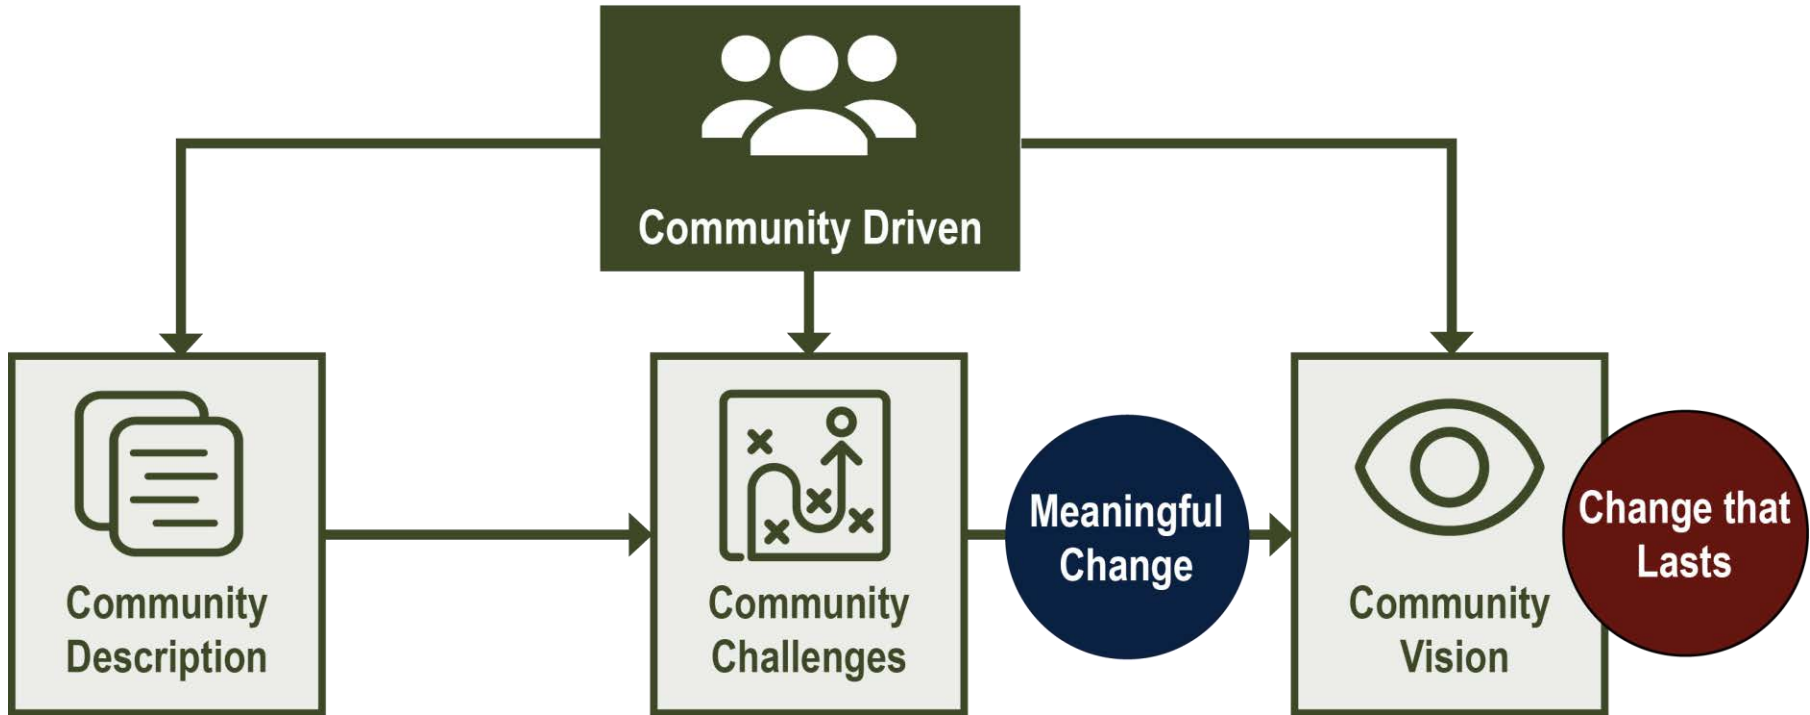 Community Driven
Community
Description
Community
Challenges
Meaningful
Change
Community
Vision
Change that
Lasts